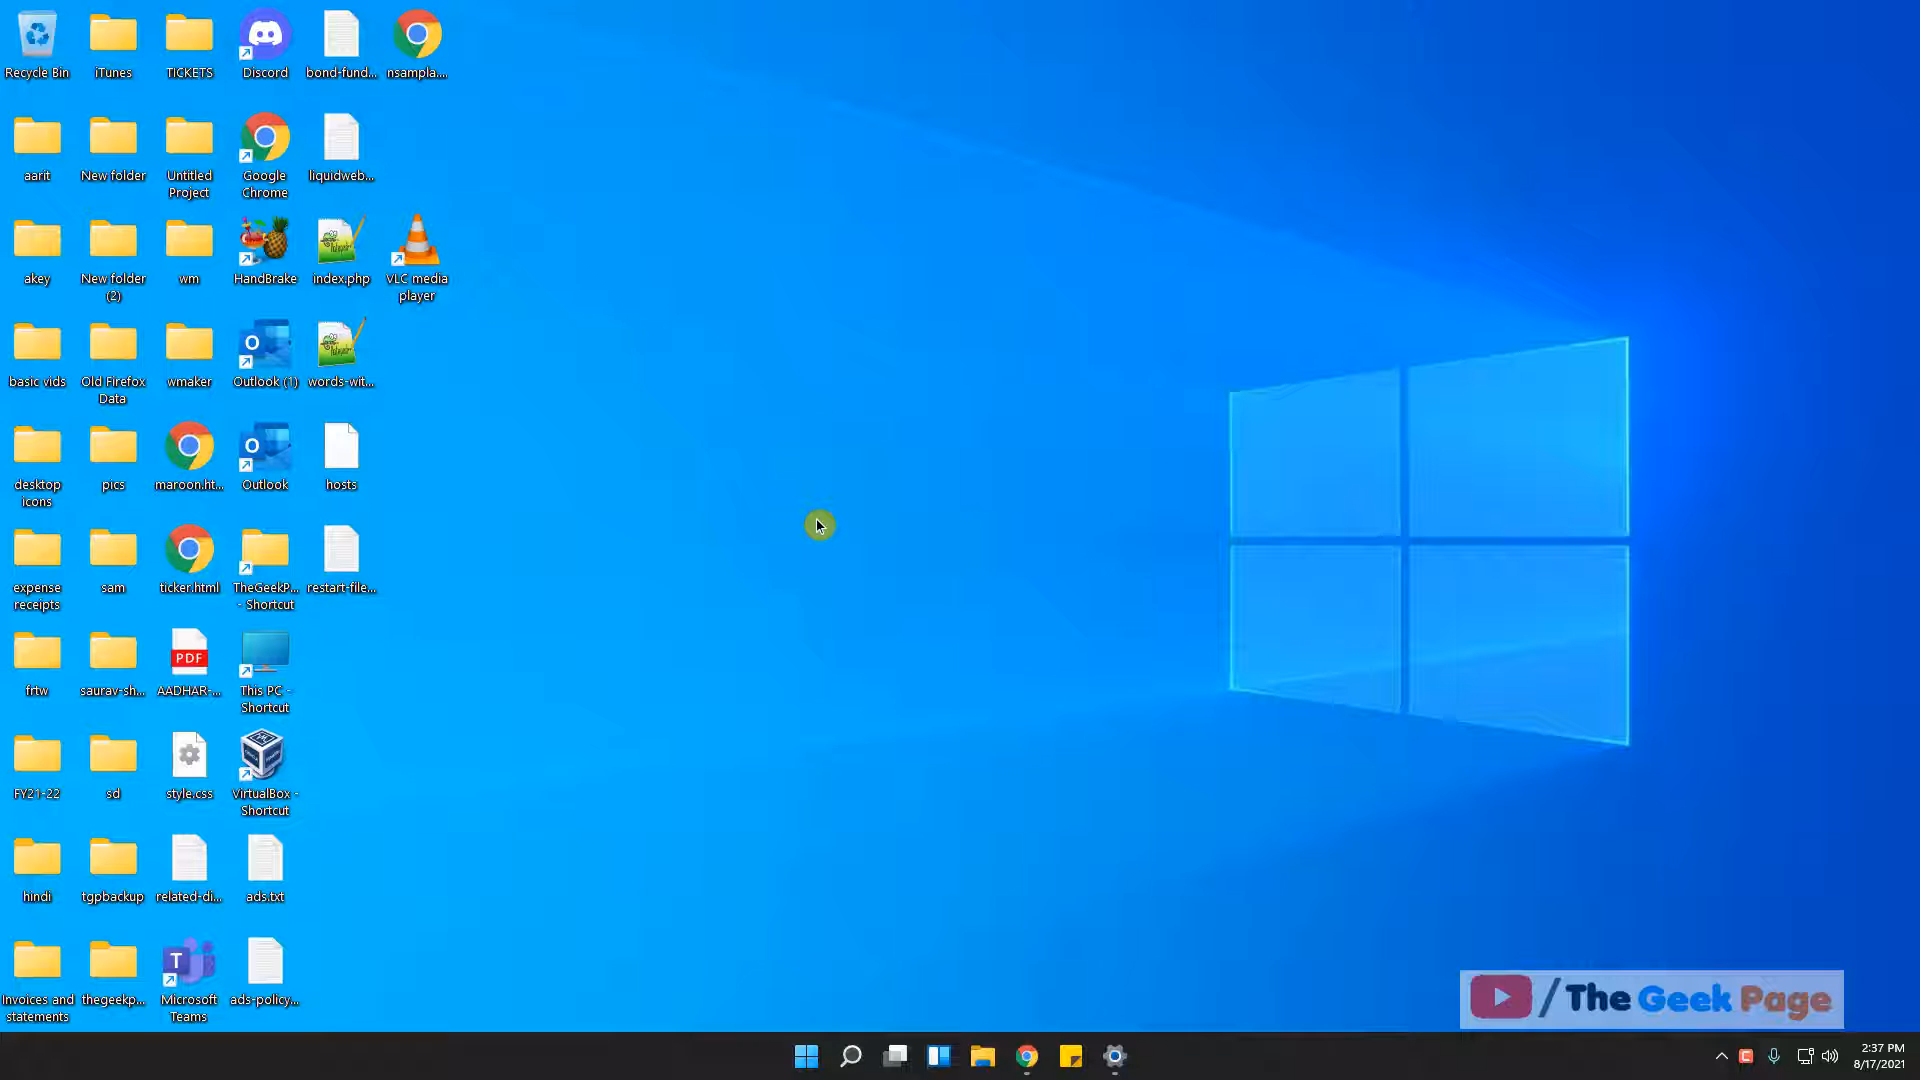 Recycle Bin
iTunes
TICKETS
Discord
bond-fund...
nsampla....
aarit
New folder
Untitled
Project
Google
Chrome
liquidweb...
akey
New folder
(2)
wm
HandBrake
index.php
VLC media
player
basic vids
Old Firefox
Data
wmaker
Outlook (1)
words-wit...
desktop
icons
pics
maroon.ht...
Outlook
hosts
expense
receipts
sam
ticker.html
TheGeekP...
- Shortcut
restart-file...
frtw
saurav-sh...
PDF
AADHAR-...
This PC -
Shortcut
FY21-22
sd
style.css
VirtualBox -
Shortcut
hindi
tgpbackup
related-di...
ads.txt
Invoices and
statements
thegeekp...
Microsoft
Teams
ads-policy...
/ The Geek Page
2:37 PM
8/17/2021